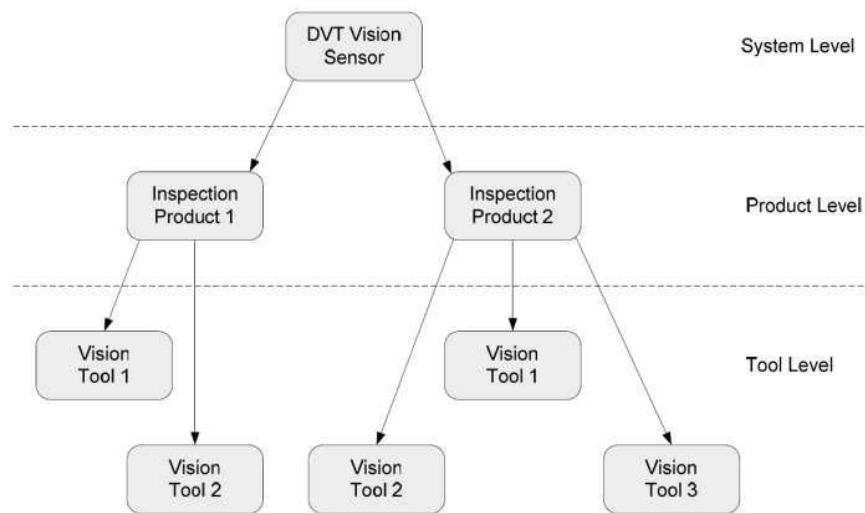 DVT Vision
Sensor
System Level
Inspection
Product 1
Inspection
Product 2
Product Level
Vision
Tool 1
Vision
Tool 1
Tool Level
Vision
Tool 2
Vision
Tool 2
Vision
Tool 3